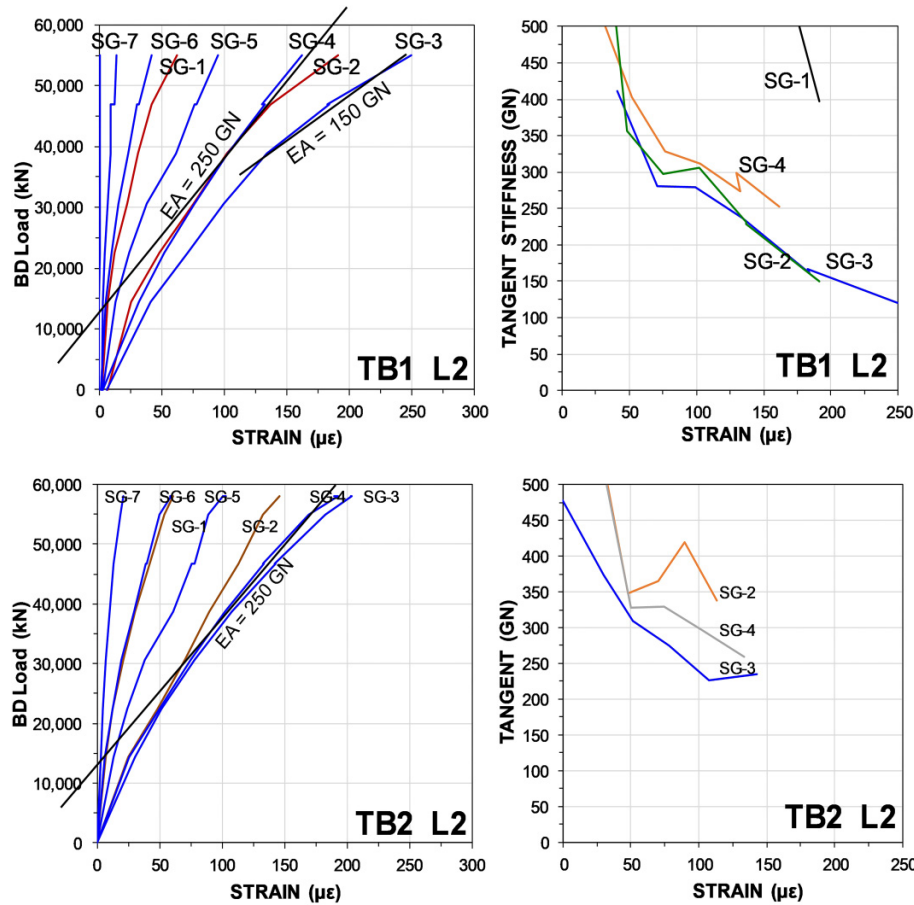 60,000
50,000
40,000
30,000
20,000
10,000
0
BD Load (kN)
SG-7
SG-6
SG-5
SG-4
SG-3
SG-1
SG-2
EA = 250 GN
EA = 150 GN
TB1 L2
0 50 100 150 200 250 300
STRAIN (µε)
500
450
400
350
300
250
200
150
100
50
0
TANGENT STIFFNESS (GN)
SG-1
SG-4
SG-2
SG-3
TB1 L2
0 50 100 150 200 250
STRAIN (µε)
60,000
50,000
40,000
30,000
20,000
10,000
0
BD Load (kN)
SG-7
SG-6
SG-5
SG-4
SG-3
SG-1
SG-2
EA = 250 GN
TB2 L2
0 50 100 150 200 250 300
STRAIN (µε)
500
450
400
350
300
250
200
150
100
50
0
TANGENT (GN)
SG-2
SG-4
SG-3
TB2 L2
0 50 100 150 200 250
STRAIN (µε)